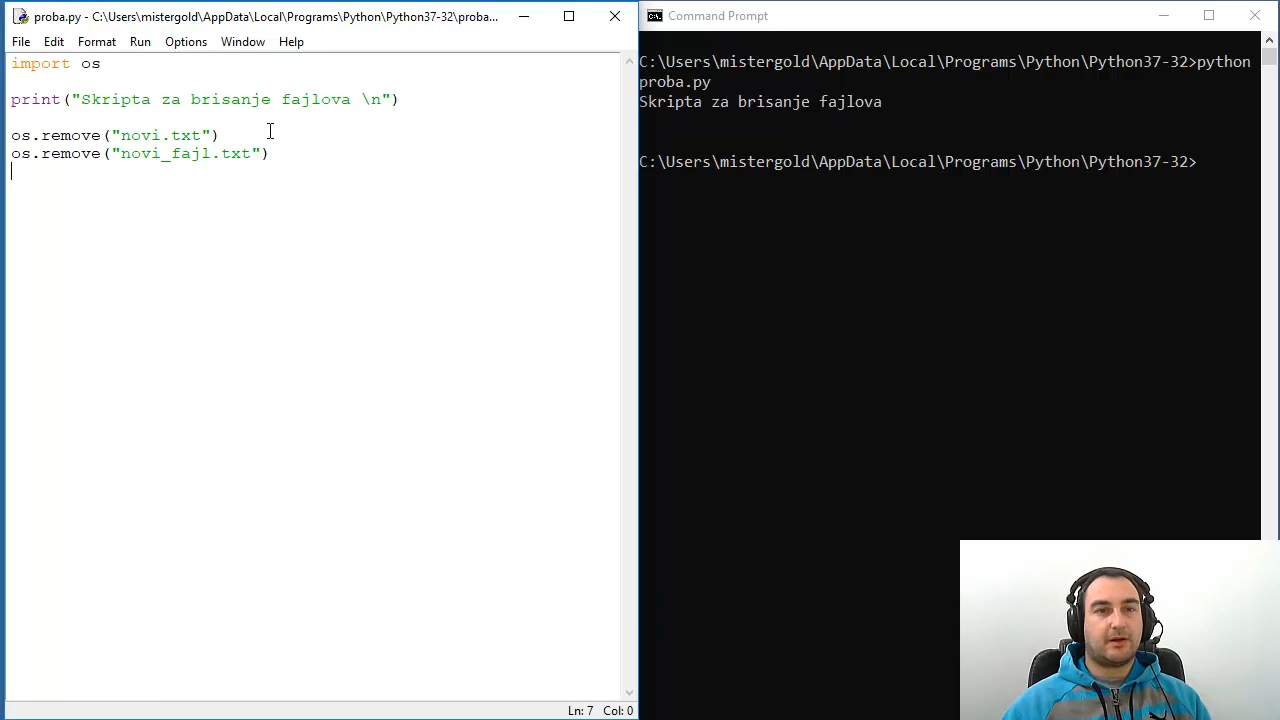 proba.py - C:\Users\mistergold\AppData\Local\Programs\Python\Python37-32\proba...
File Edit Format Run Options Window Help
import os
print("Skripta za brisanje fajlova \n")
os.remove("novi.txt")
os.remove("novi_fajl.txt")
Ln: 7 Col: 0
Command Prompt
C:\Users\mistergold\AppData\Local\Programs\Python\Python37-32>python
proba.py
Skripta za brisanje fajlova
C:\Users\mistergold\AppData\Local\Programs\Python\Python37-32>